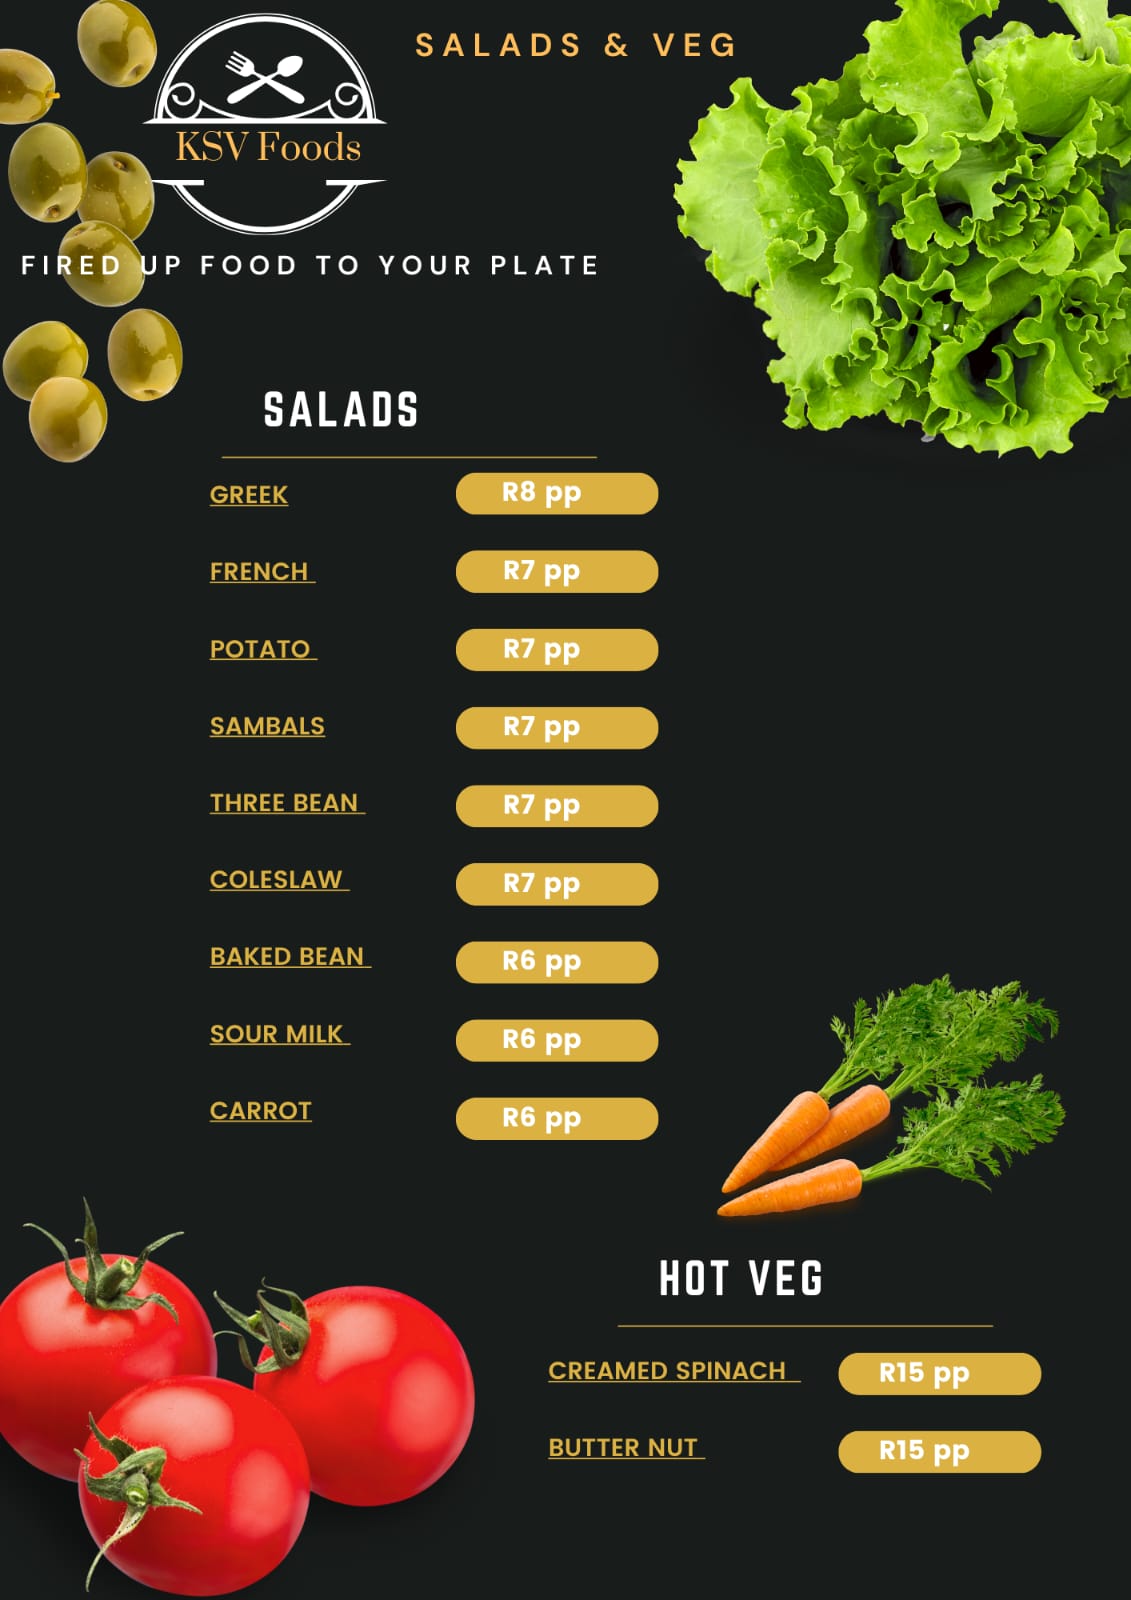 SALADS & VEG
KSV Foods
FIRED UP FOOD TO YOUR PLATE
SALADS
GREEK R8 pp
FRENCH R7 pp
POTATO R7 pp
SAMBALS R7 pp
THREE BEAN R7 pp
COLESLAW R7 pp
BAKED BEAN R6 pp
SOUR MILK R6 pp
CARROT R6 pp
HOT VEG
CREAMED SPINACH R15 pp
BUTTER NUT R15 pp